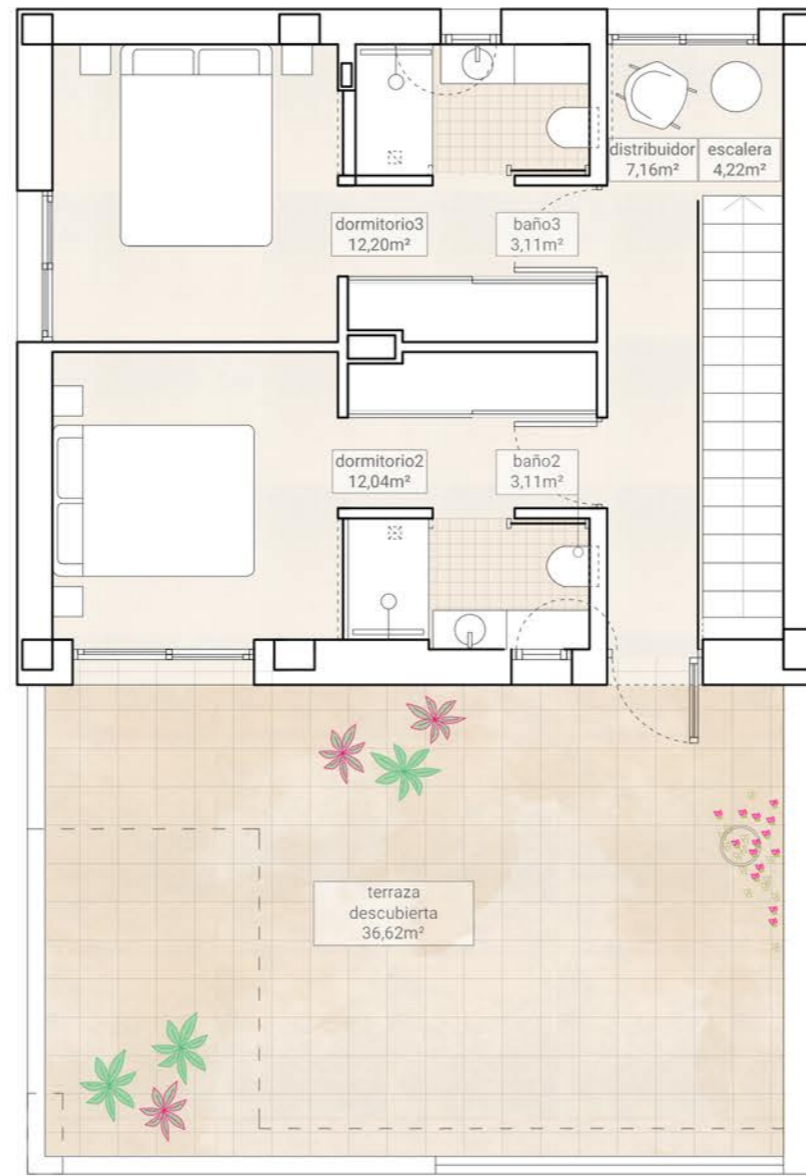 distribuidor
7,16m²
escalera
4,22m²
dormitorio3
12,20m²
baño3
3,11m²
dormitorio2
12,04m²
baño2
3,11m²
terraza
descubierta
36,62m²